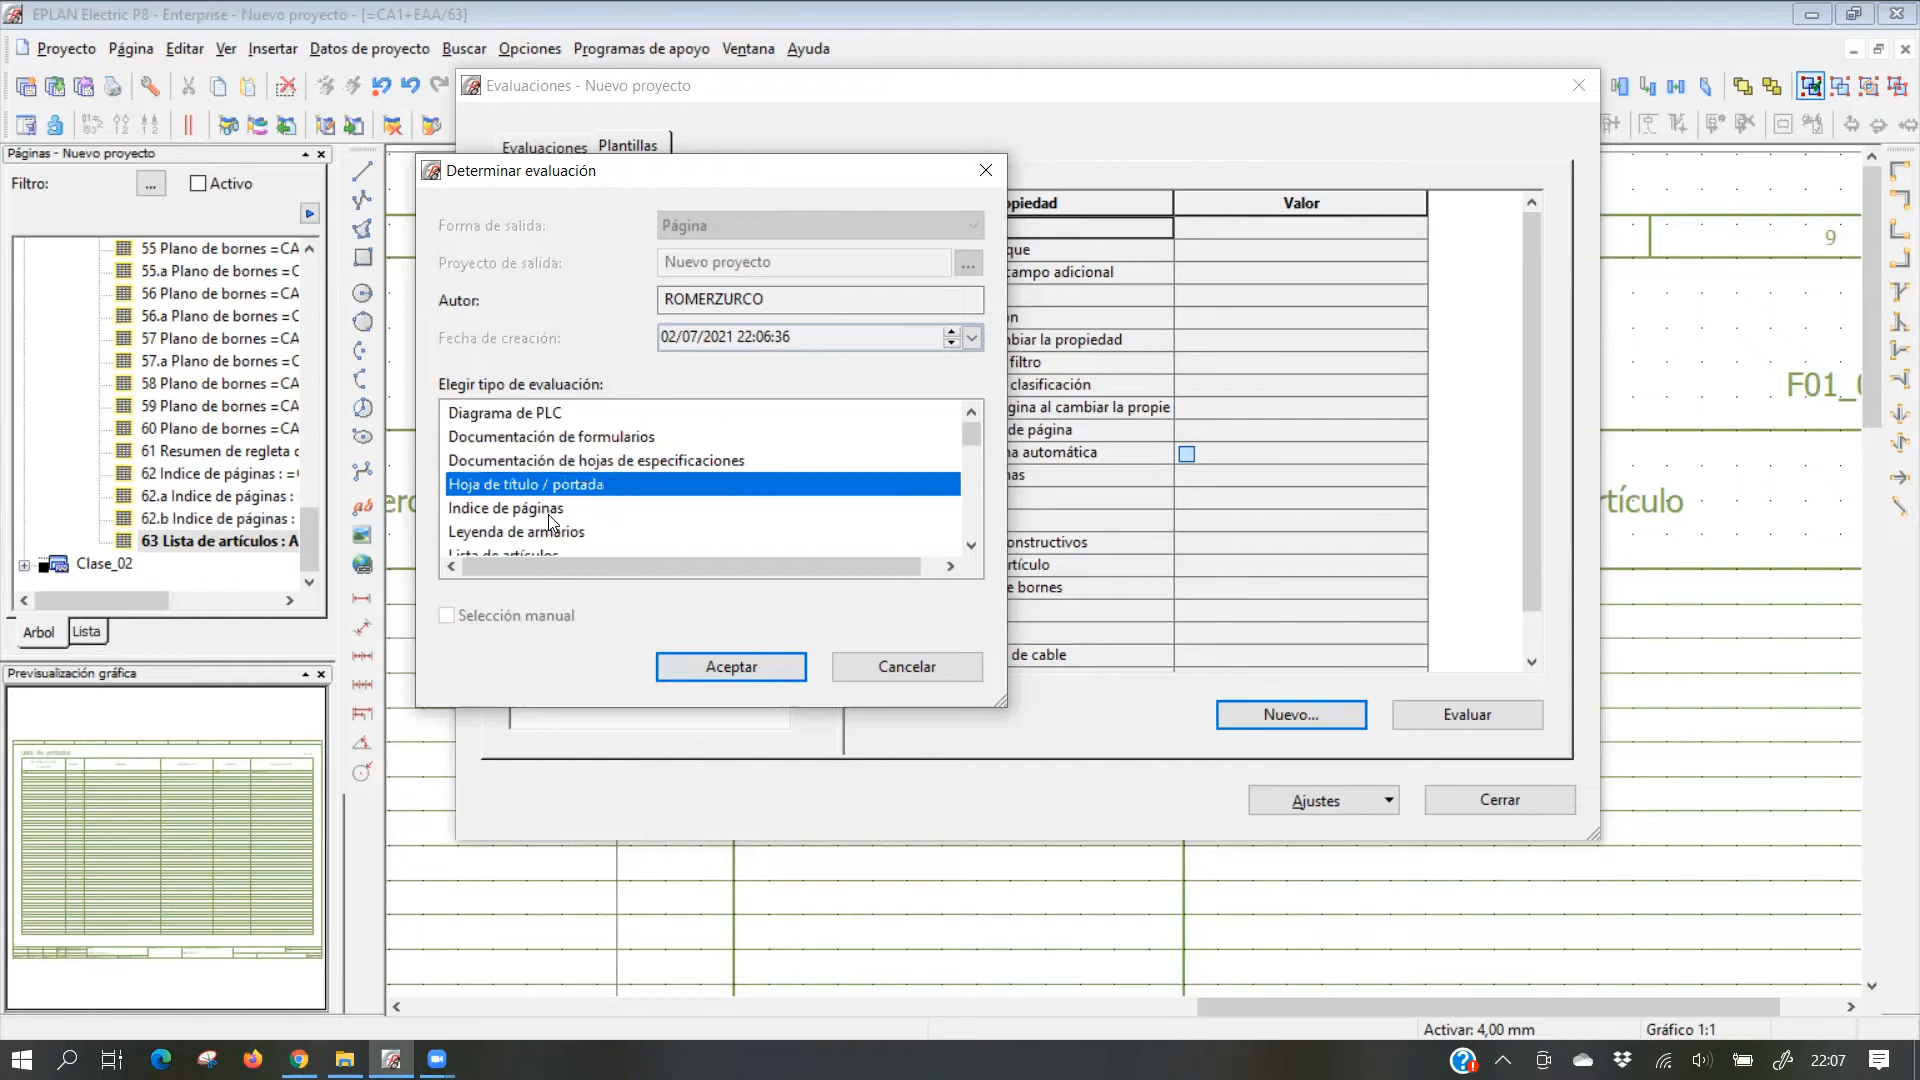 EPLAN Electric P8 - Enterprise - Nuevo proyecto - [=CA1+EAA/63]
Proyecto Página Editar Ver Insertar Datos de proyecto Buscar Opciones Programas de apoyo Ventana Ayuda
Páginas - Nuevo proyecto
Filtro:
...
Activo
55 Plano de bornes =CA
55.a Plano de bornes =C
56 Plano de bornes =CA
56.a Plano de bornes =C
57 Plano de bornes =CA
57.a Plano de bornes =C
58 Plano de bornes =CA
59 Plano de bornes =CA
60 Plano de bornes =CA
61 Resumen de regleta d
62 Indice de páginas : =
62.a Indice de páginas :
62.b Indice de páginas :
63 Lista de artículos : A
Clase_02
Arbol
Lista
Previsualización gráfica
Evaluaciones - Nuevo proyecto
Evaluaciones
Plantillas
Determinar evaluación
Forma de salida:
Página
Proyecto de salida:
Nuevo proyecto
...
Autor:
ROMERZURCO
Fecha de creación:
02/07/2021 22:06:36
Elegir tipo de evaluación:
Diagrama de PLC
Documentación de formularios
Documentación de hojas de especificaciones
Hoja de título / portada
Indice de páginas
Leyenda de armarios
Lista de artículos
Selección manual
Aceptar
Cancelar
opiedad
Valor
que
campo adicional
ón
nbiar la propiedad
filtro
clasificación
gina al cambiar la propie
de página
na automática
nas
onstructivos
rtículo
e bornes
de cable
Nuevo...
Evaluar
Ajustes
Cerrar
9
F01_0
erc
rtículo
Activar: 4,00 mm
Gráfico 1:1
22:07